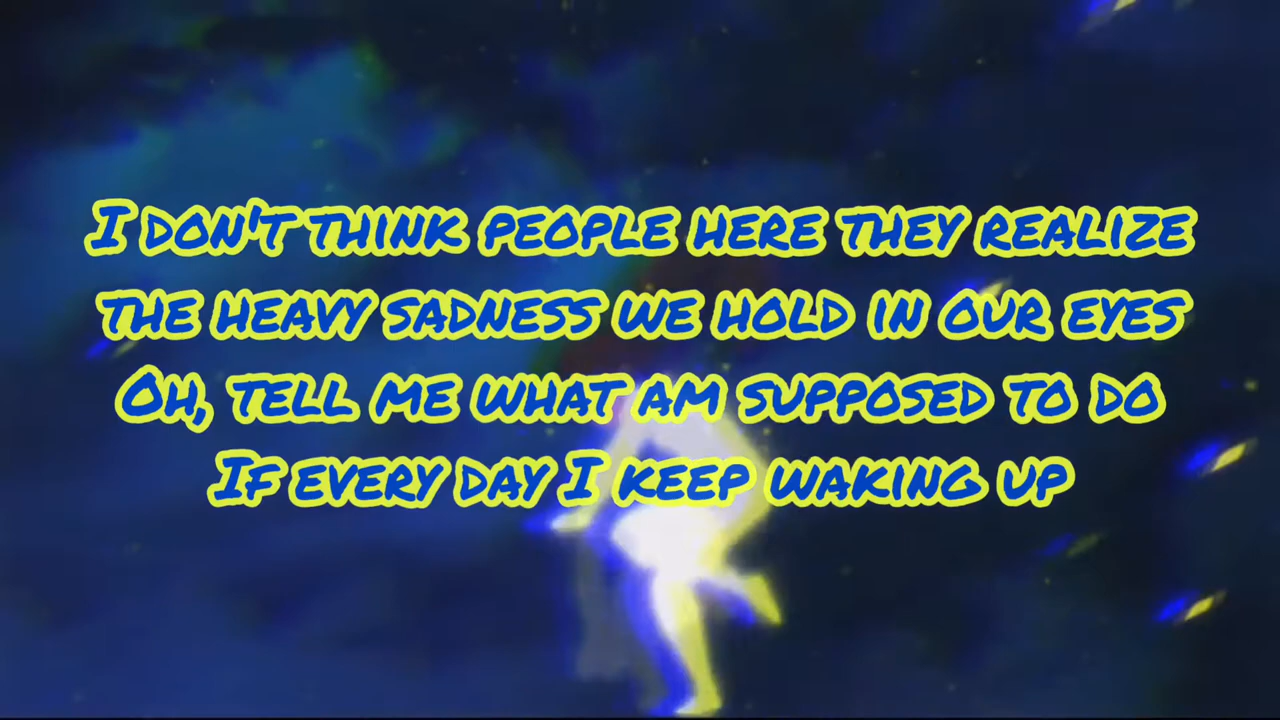 I don't think people here they realize
the heavy sadness we hold in our eyes
Oh, tell me what am supposed to do
If every day I keep waking up